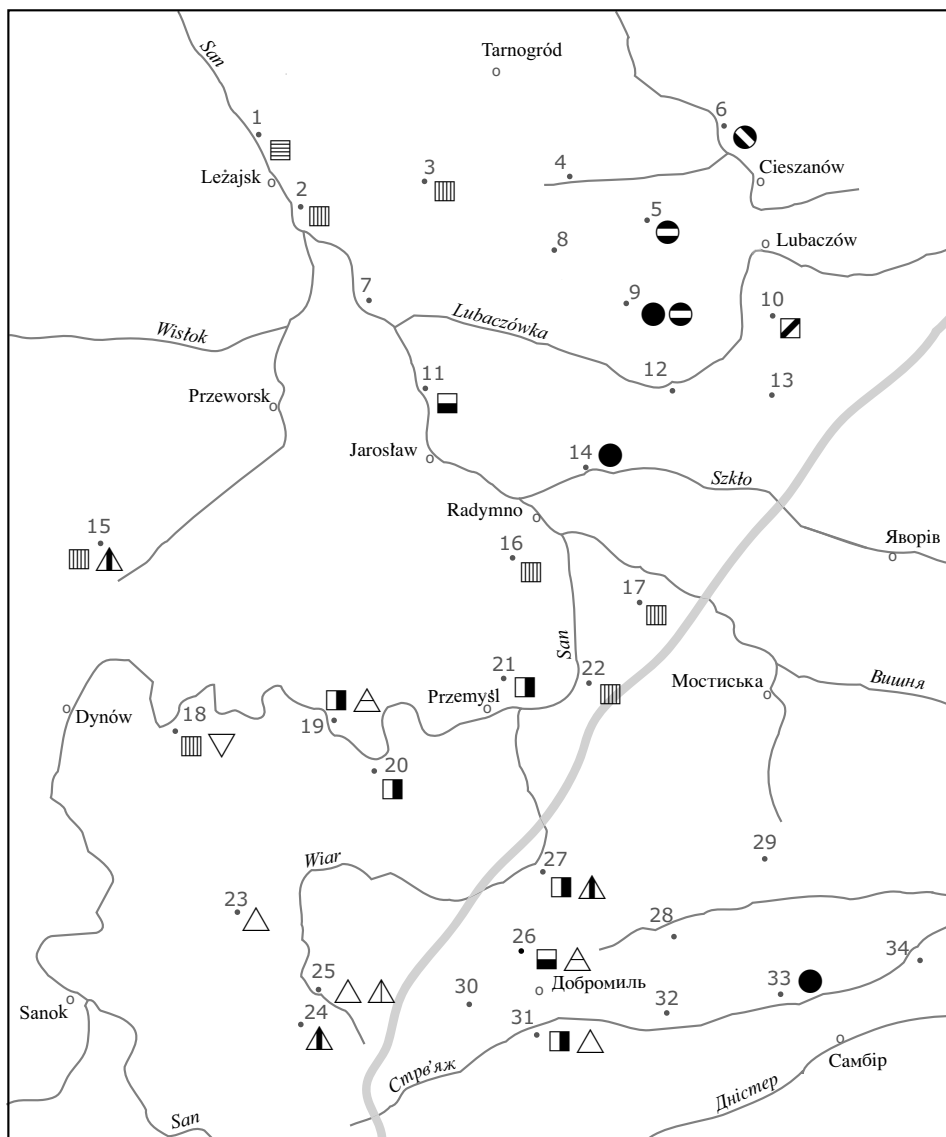 San
Tarnogród
1
6
Leżajsk
3
4
Cieszanów
2
5
8
Lubaczów
7
9
10
Wisłok
Lubaczówka
11
12
13
Przeworsk
Jarosław
14
Szkło
Radymno
15
16
Яворів
17
San
21
22
Мостиська
Вишня
Dynów
18
19
Przemyśl
20
Wiar
27
29
23
28
26
34
25
30
Добромиль
33
Sanok
24
31
32
Самбір
Стрв'яж
Дністер
San